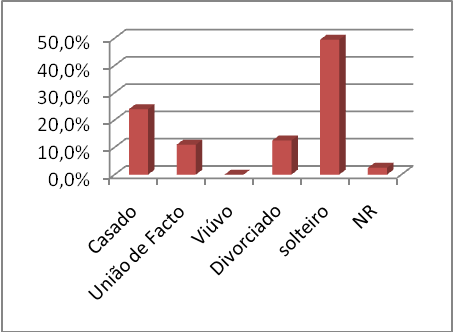 50,0%
40,0%
30,0%
20,0%
10,0%
0,0%
Casado
União de Facto
Viúvo
Divorciado
solteiro
NR